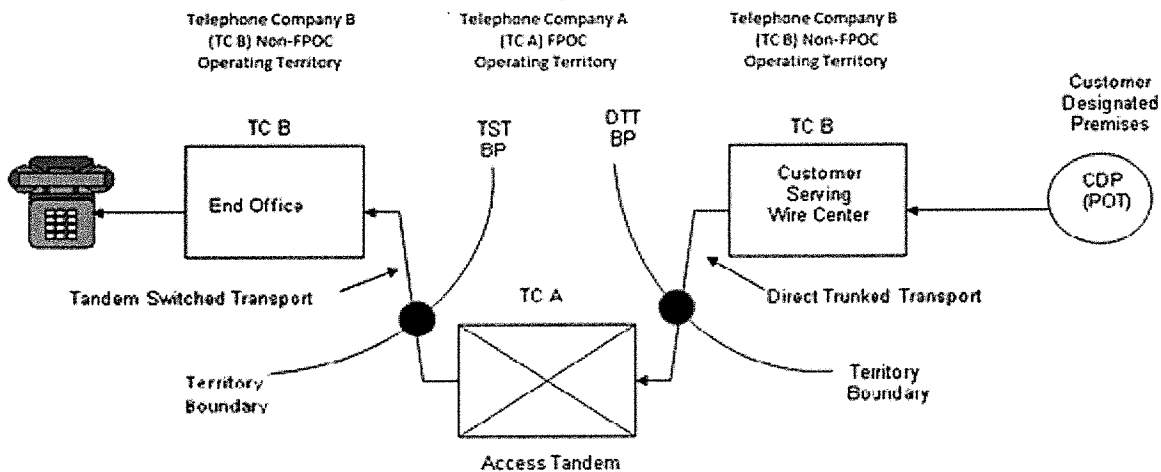 Telephone Company B
(TC B) Non-FPOC
Operating Territory
Telephone Company A
(TC A) FPOC
Operating Territory
Telephone Company B
(TC B) Non-FPOC
Operating Territory
Customer
Designated
Premises
TC B
TST
BP
DTT
BP
TC B
End Office
Customer
Serving
Wire Center
CDP
(POT)
Tandem Switched Transport
TC A
Direct Trunked Transport
Territory
Boundary
Territory
Boundary
Access Tandem